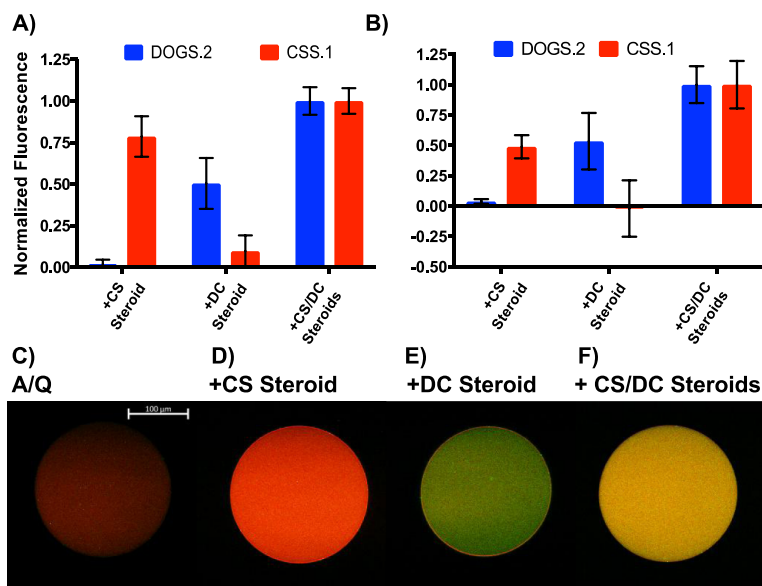 A)
DOGS.2
CSS.1
Normalized Fluorescence
1.25
1.00
0.75
0.50
0.25
0.00
+CS
Steroid
+DC
Steroid
+CS/DC
Steroids
B)
DOGS.2
CSS.1
1.25
1.00
0.75
0.50
0.25
0.00
-0.25
-0.50
+CS
Steroid
+DC
Steroid
+CS/DC
Steroids
C)
A/Q
100 µm
D)
+CS Steroid
E)
+DC Steroid
F)
+ CS/DC Steroids